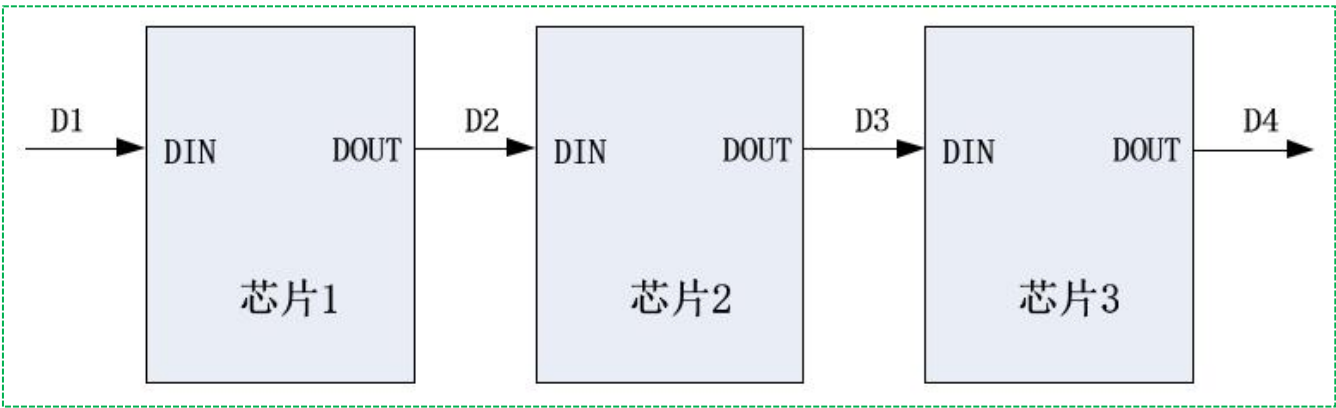 D1
D2
D3
D4
DIN DOUT
DIN DOUT
DIN DOUT
芯片1
芯片2
芯片3